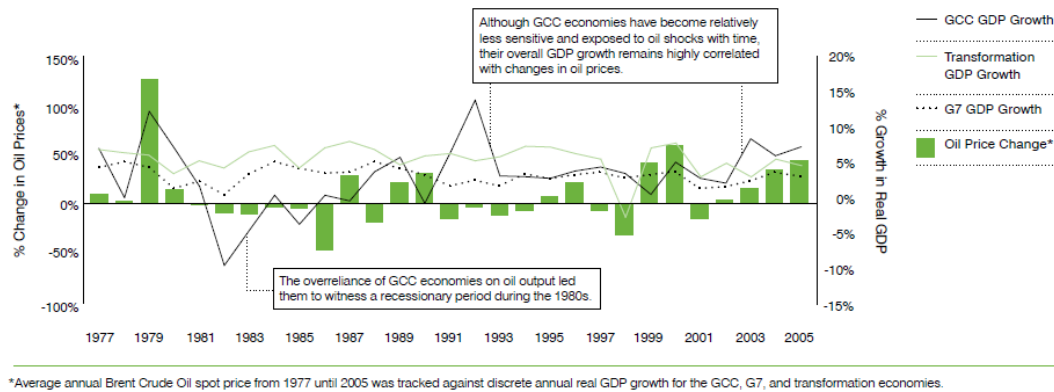 Although GCC economies have become relatively
less sensitive and exposed to oil shocks with time,
their overall GDP growth remains highly correlated
with changes in oil prices.
GCC GDP Growth
Transformation
GDP Growth
G7 GDP Growth
Oil Price Change*
% Change in Oil Prices*
150%
100%
50%
0%
-50%
-100%
20%
15%
10%
5%
0%
-5%
-10%
-15%
% Growth in Real GDP
The overreliance of GCC economies on oil output led
them to witness a recessionary period during the 1980s.
1977 1979 1981 1983 1985 1987 1989 1991 1993 1995 1997 1999 2001 2003 2005
*Average annual Brent Crude Oil spot price from 1977 until 2005 was tracked against discrete annual real GDP growth for the GCC, G7, and transformation economies.